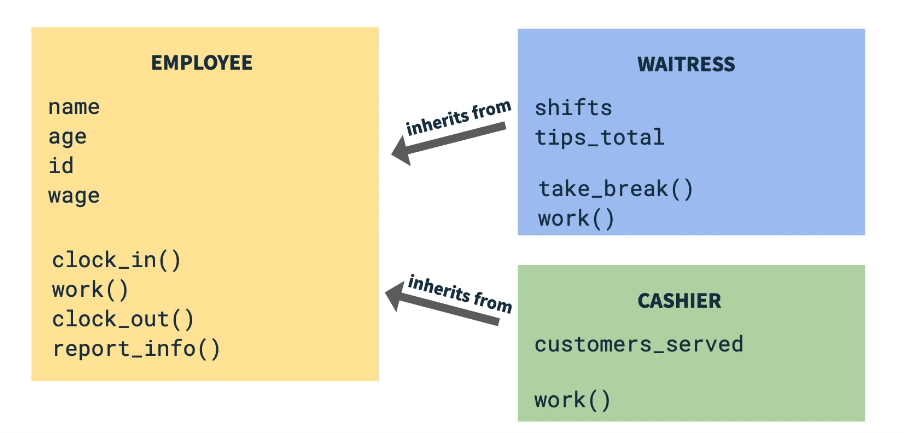 EMPLOYEE
name
age
id
wage
clock_in()
work()
clock_out()
report_info()
inherits from
inherits from
WAITRESS
shifts
tips_total
take_break()
work()
CASHIER
customers_served
work()